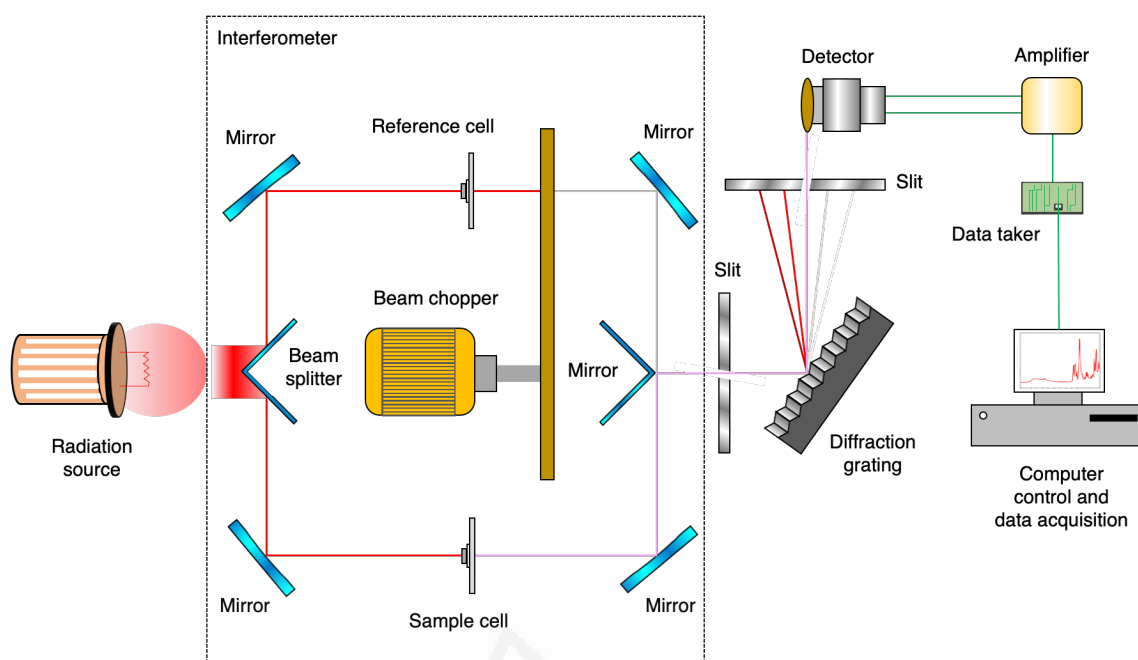 Interferometer
Detector
Amplifier
Mirror
Reference cell
Mirror
Slit
Data taker
Slit
Beam chopper
Beam
splitter
Mirror
Radiation
source
Diffraction
grating
Computer
control and
data acquisition
Mirror
Sample cell
Mirror